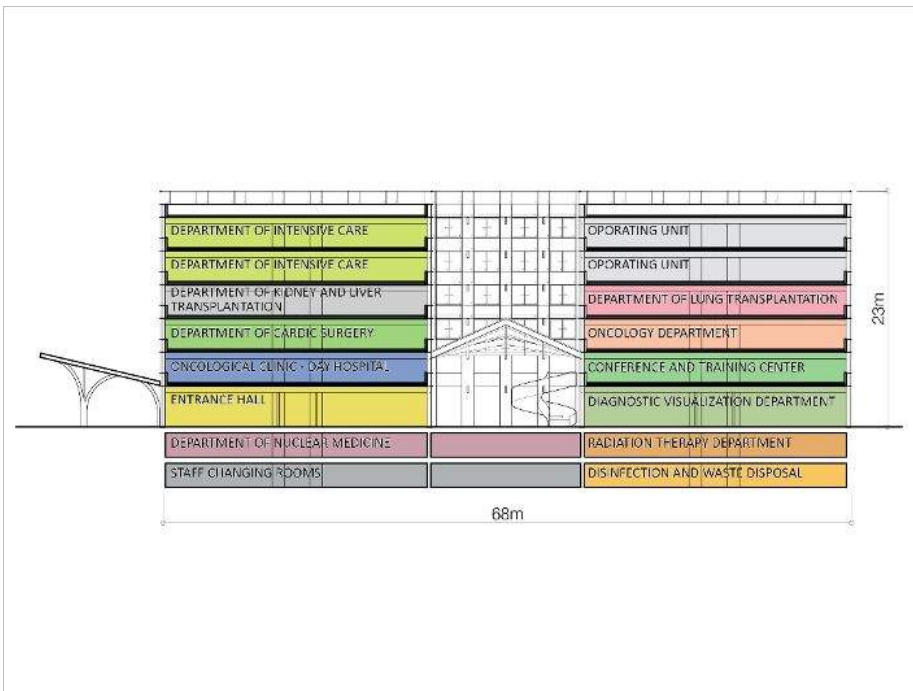 DEPARTMENT OF INTENSIVE CARE
OPORATING UNIT
DEPARTMENT OF INTENSIVE CARE
OPORATING UNIT
DEPARTMENT OF KIDNEY AND LIVER
TRANSPLANTATION
DEPARTMENT OF LUNG TRANSPLANTATION
DEPARTMENT OF CARDIC SURGERY
ONCOLOGY DEPARTMENT
ONCOLOGICAL CLINIC - DAY HOSPITAL
CONFERENCE AND TRAINING CENTER
ENTRANCE HALL
DIAGNOSTIC VISUALIZATION DEPARTMENT
DEPARTMENT OF NUCLEAR MEDICINE
RADIATION THERAPY DEPARTMENT
STAFF CHANGING ROOMS
DISINFECTION AND WASTE DISPOSAL
23m
68m